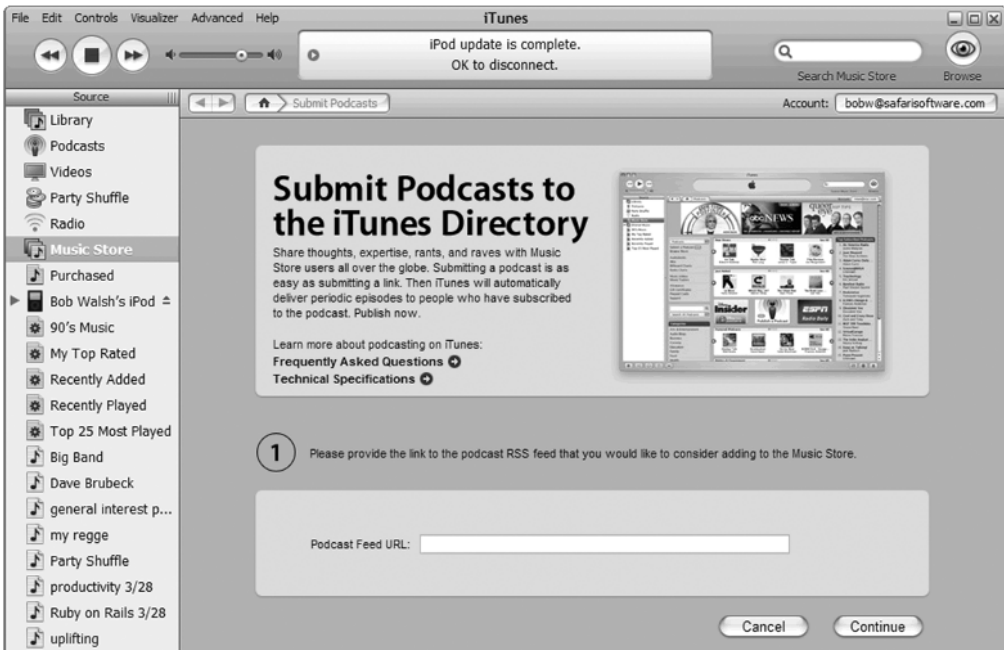 File Edit Controls Visualizer Advanced Help
iTunes
iPod update is complete.
OK to disconnect.
Search Music Store
Browse
Source
Submit Podcasts
Account: bobw@safarisoftware.com
Library
Podcasts
Videos
Party Shuffle
Radio
Music Store
Purchased
Bob Walsh's iPod
90's Music
My Top Rated
Recently Added
Recently Played
Top 25 Most Played
Big Band
Dave Brubeck
general interest p...
my regge
Party Shuffle
productivity 3/28
Ruby on Rails 3/28
uplifting
Submit Podcasts to
the iTunes Directory
Share thoughts, expertise, rants, and raves with Music
Store users all over the globe. Submitting a podcast is as
easy as submitting a link. Then iTunes will automatically
deliver periodic episodes to people who have subscribed
to the podcast. Publish now.
Learn more about podcasting on iTunes:
Frequently Asked Questions
Technical Specifications
abc NEWS
Insider
ESPN
1
Please provide the link to the podcast RSS feed that you would like to consider adding to the Music Store.
Podcast Feed URL:
Cancel
Continue